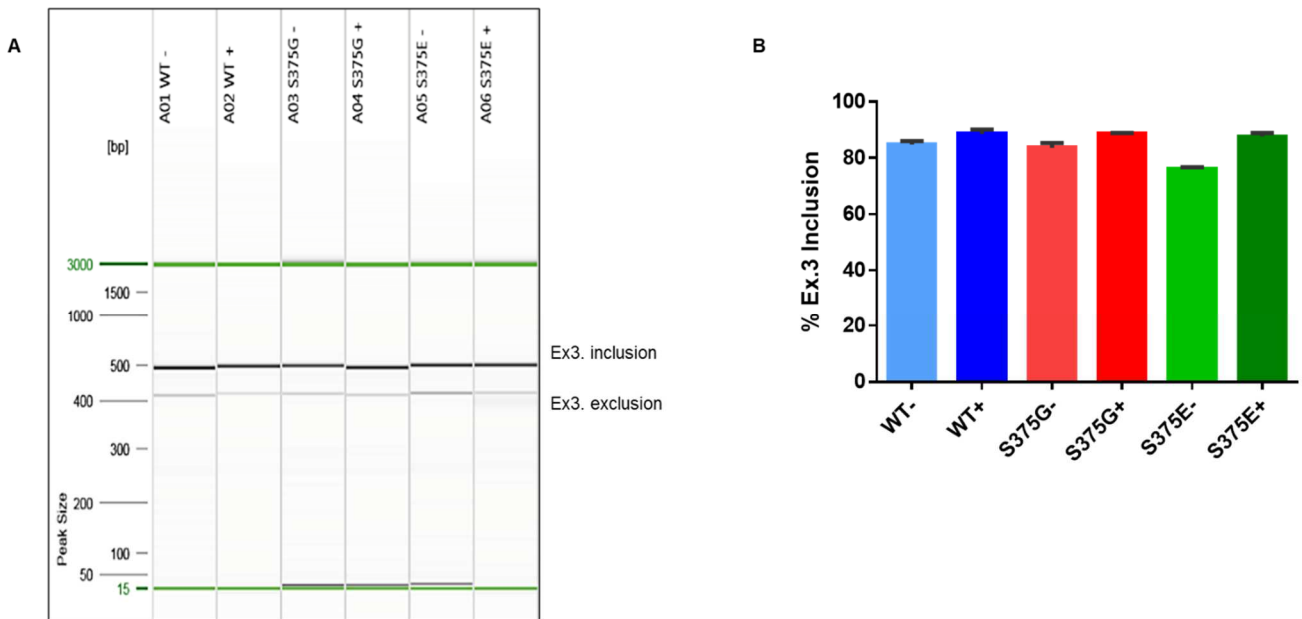 A
A01 WT -
A02 WT +
A03 S375G -
A04 S375G +
A05 S375E -
A06 S375E +
[bp]
3000
1500
1000
500
400
300
200
100
50
15
Peak Size
Ex3. inclusion
Ex3. exclusion
B
% Ex.3 Inclusion
100
80
60
40
20
0
WT-
WT+
S375G-
S375G+
S375E-
S375E+